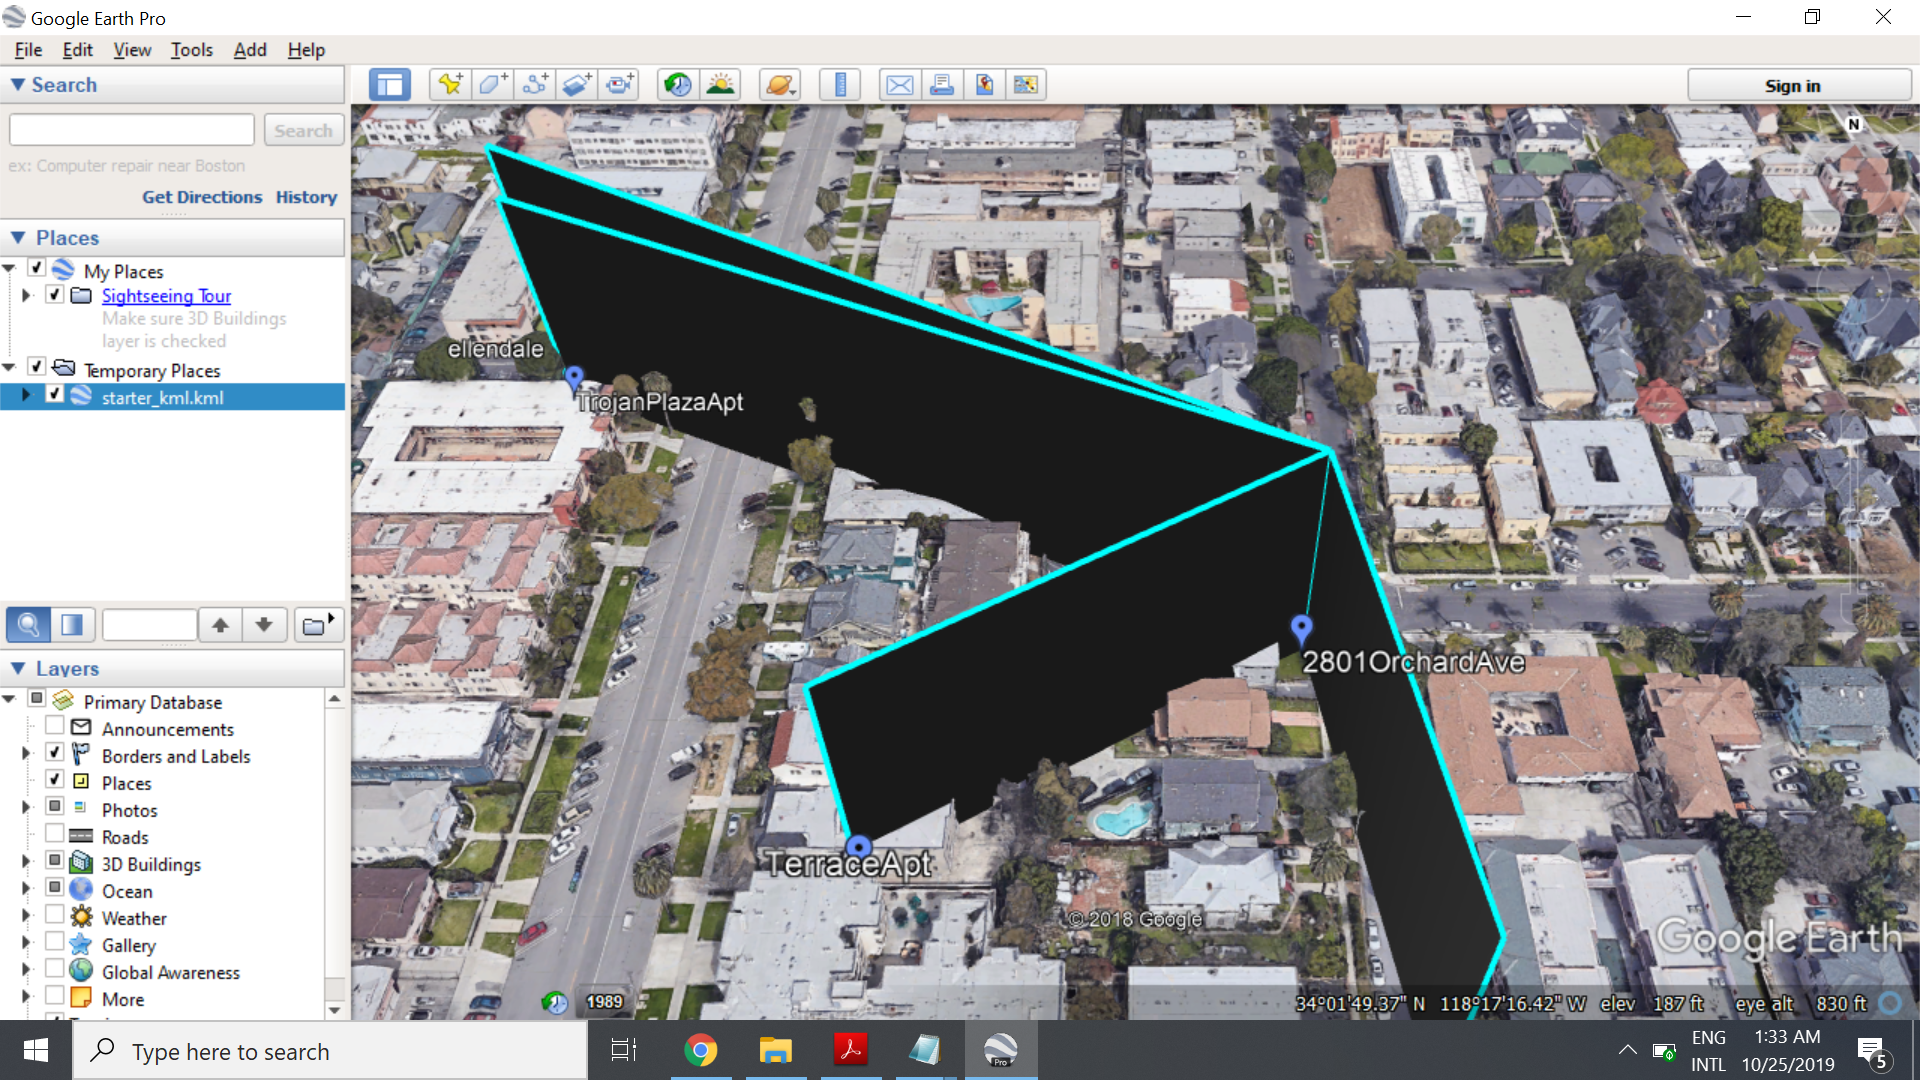 Google Earth Pro
File Edit View Tools Add Help
Search
Search
ex: Computer repair near Boston
Get Directions History
Places
My Places
Sightseeing Tour
Make sure 3D Buildings
layer is checked
Temporary Places
starter_kml.kml
Layers
Primary Database
Announcements
Borders and Labels
Places
Photos
Roads
3D Buildings
Ocean
Weather
Gallery
Global Awareness
More
Sign in
N
ellendale
TrojanPlazaApt
2801OrchardAve
TerraceApt
© 2018 Google
Google Earth
1989
34°01'49.37" N 118°17'16.42" W elev 187 ft eye alt 830 ft
Type here to search
Pro
ENG
INTL
1:33 AM
10/25/2019
5